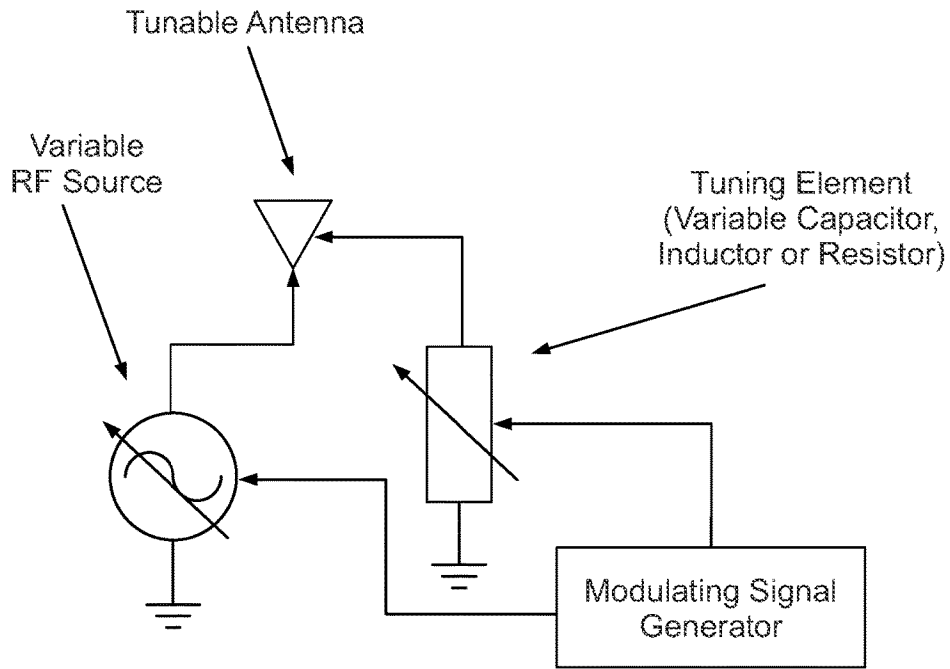 Tunable Antenna
Variable
RF Source
Tuning Element
(Variable Capacitor,
Inductor or Resistor)
Modulating Signal
Generator